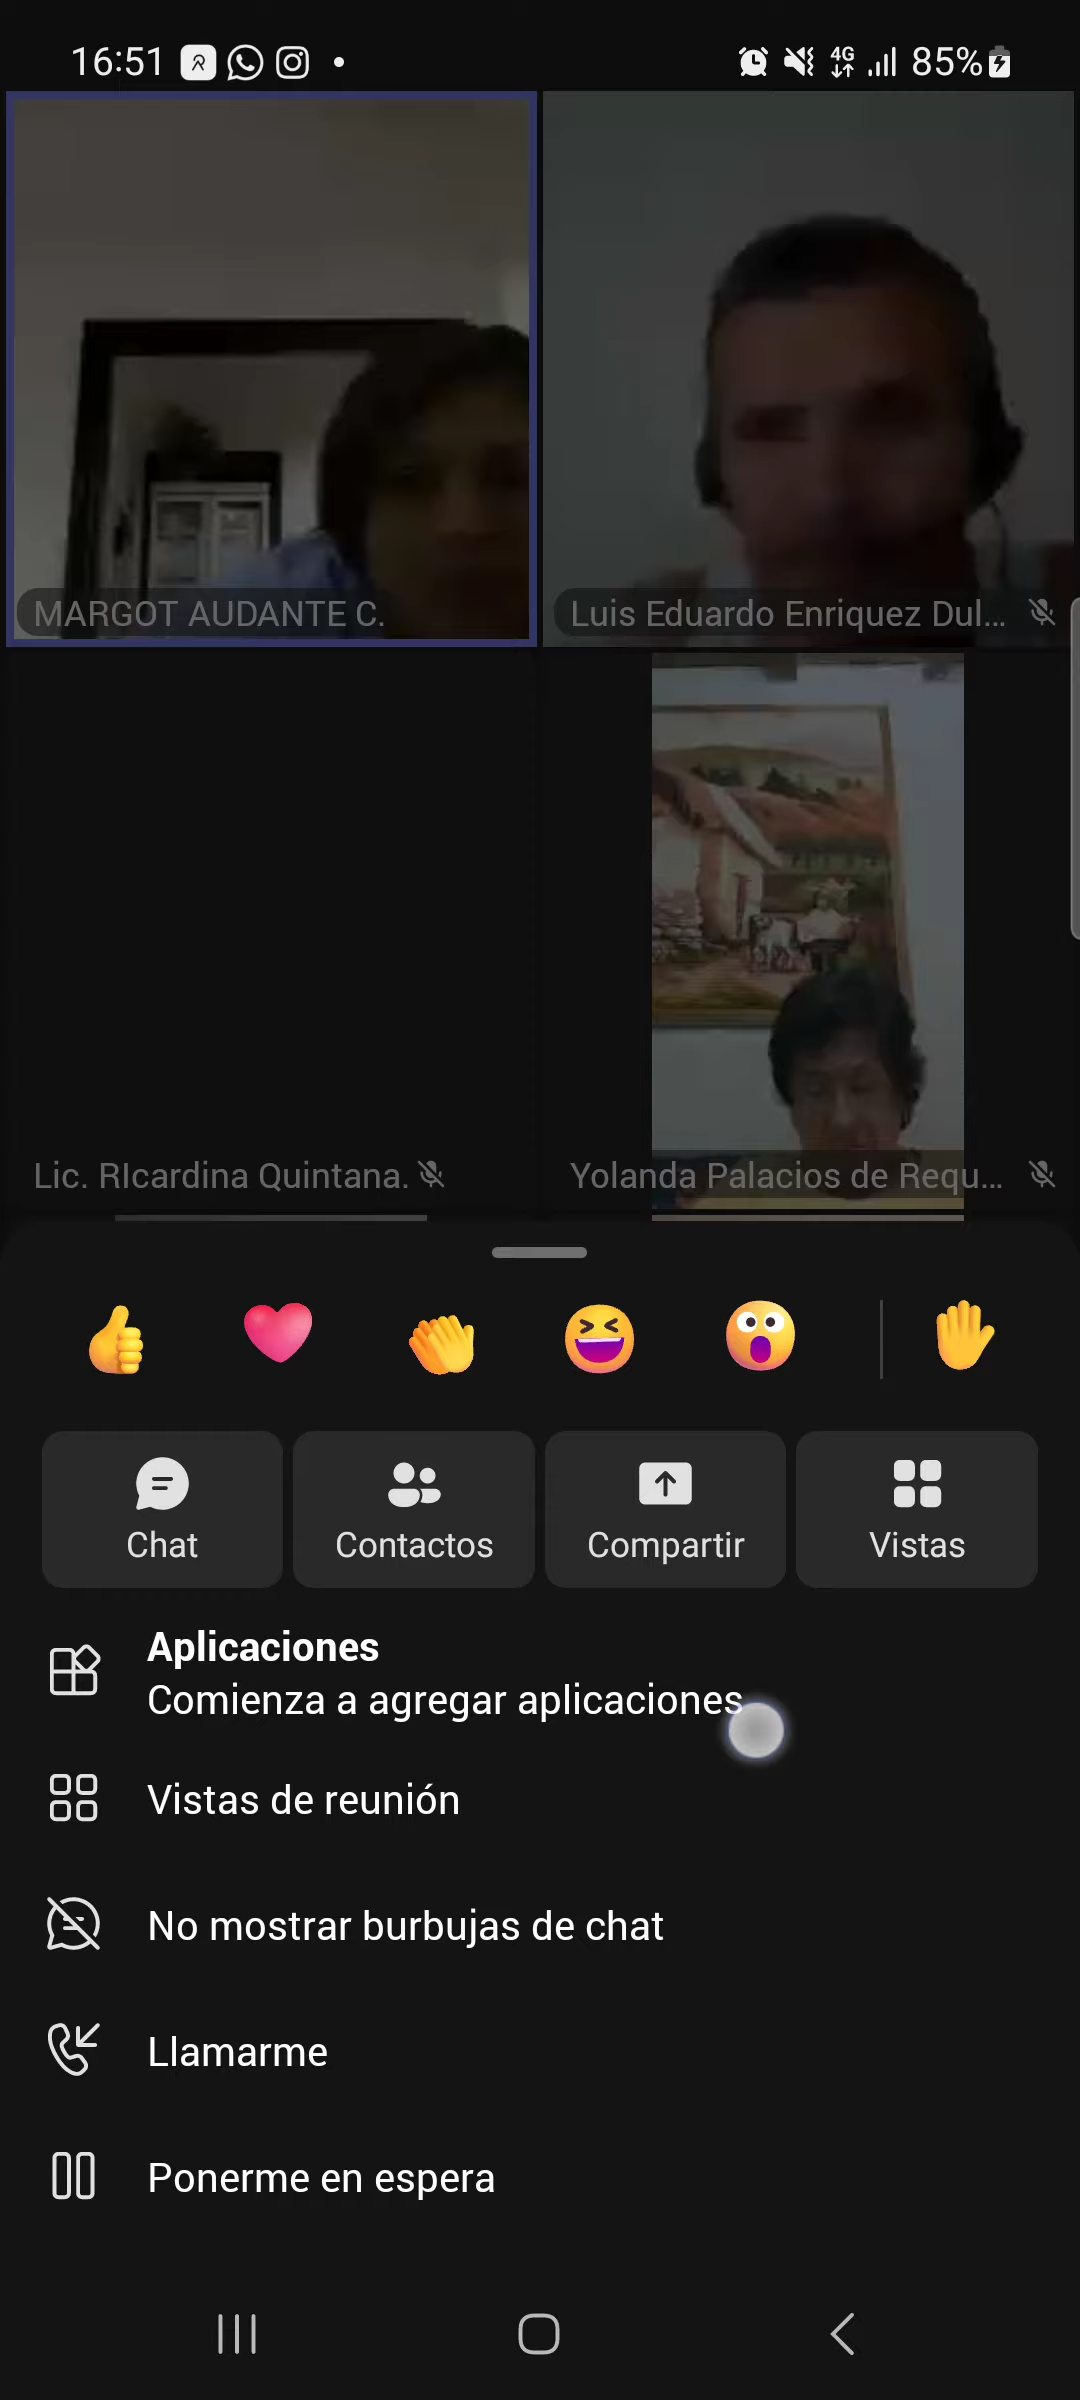 16:51
4G
85%
MARGOT AUDANTE C.
Luis Eduardo Enriquez Dul...
Lic. RIcardina Quintana.
Yolanda Palacios de Requ...
Chat
Contactos
Compartir
Vistas
Aplicaciones
Comienza a agregar aplicaciones
Vistas de reunión
No mostrar burbujas de chat
Llamarme
Ponerme en espera